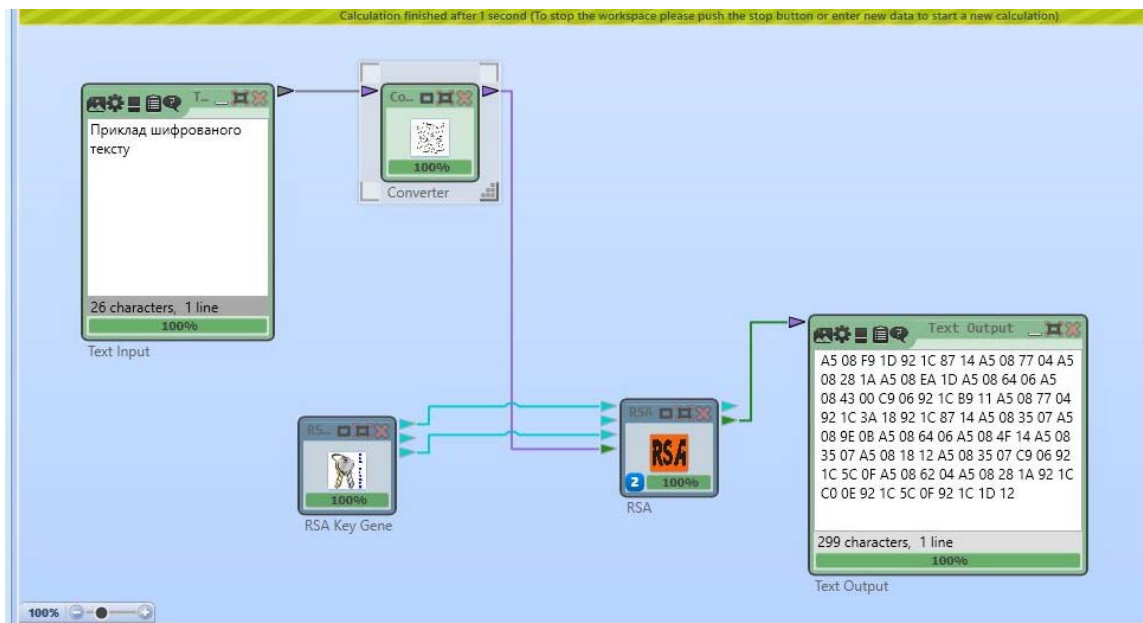 Calculation finished after 1 second (To stop the workspace please push the stop button or enter new data to start a new calculation)
T...
Приклад шифрованого
тексту
26 characters, 1 line
100%
Text Input
Co...
100%
Converter
RS...
100%
RSA Key Gene
RSA
RSA
2
100%
RSA
Text Output
A5 08 F9 1D 92 1C 87 14 A5 08 77 04 A5
08 28 1A A5 08 EA 1D A5 08 64 06 A5
08 43 00 C9 06 92 1C B9 11 A5 08 77 04
92 1C 3A 18 92 1C 87 14 A5 08 35 07 A5
08 9E 0B A5 08 64 06 A5 08 4F 14 A5 08
35 07 A5 08 18 12 A5 08 35 07 C9 06 92
1C 5C 0F A5 08 62 04 A5 08 28 1A 92 1C
C0 0E 92 1C 5C 0F 92 1C 1D 12
299 characters, 1 line
100%
Text Output
100%